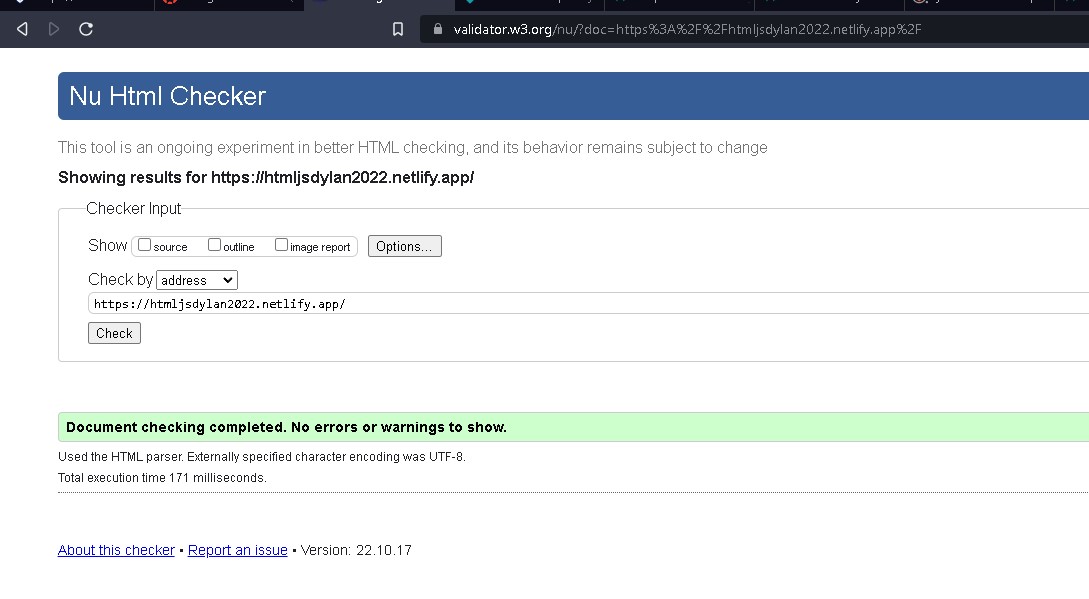 validator.w3.org/nu/?doc=https%3A%2F%2Fhtmljsdylan2022.netlify.app%2F
Nu Html Checker
This tool is an ongoing experiment in better HTML checking, and its behavior remains subject to change
Showing results for https://htmljsdylan2022.netlify.app/
Checker Input
Show source outline image report Options...
Check by address
https://htmljsdylan2022.netlify.app/
Check
Document checking completed. No errors or warnings to show.
Used the HTML parser. Externally specified character encoding was UTF-8.
Total execution time 171 milliseconds.
About this checker • Report an issue • Version: 22.10.17